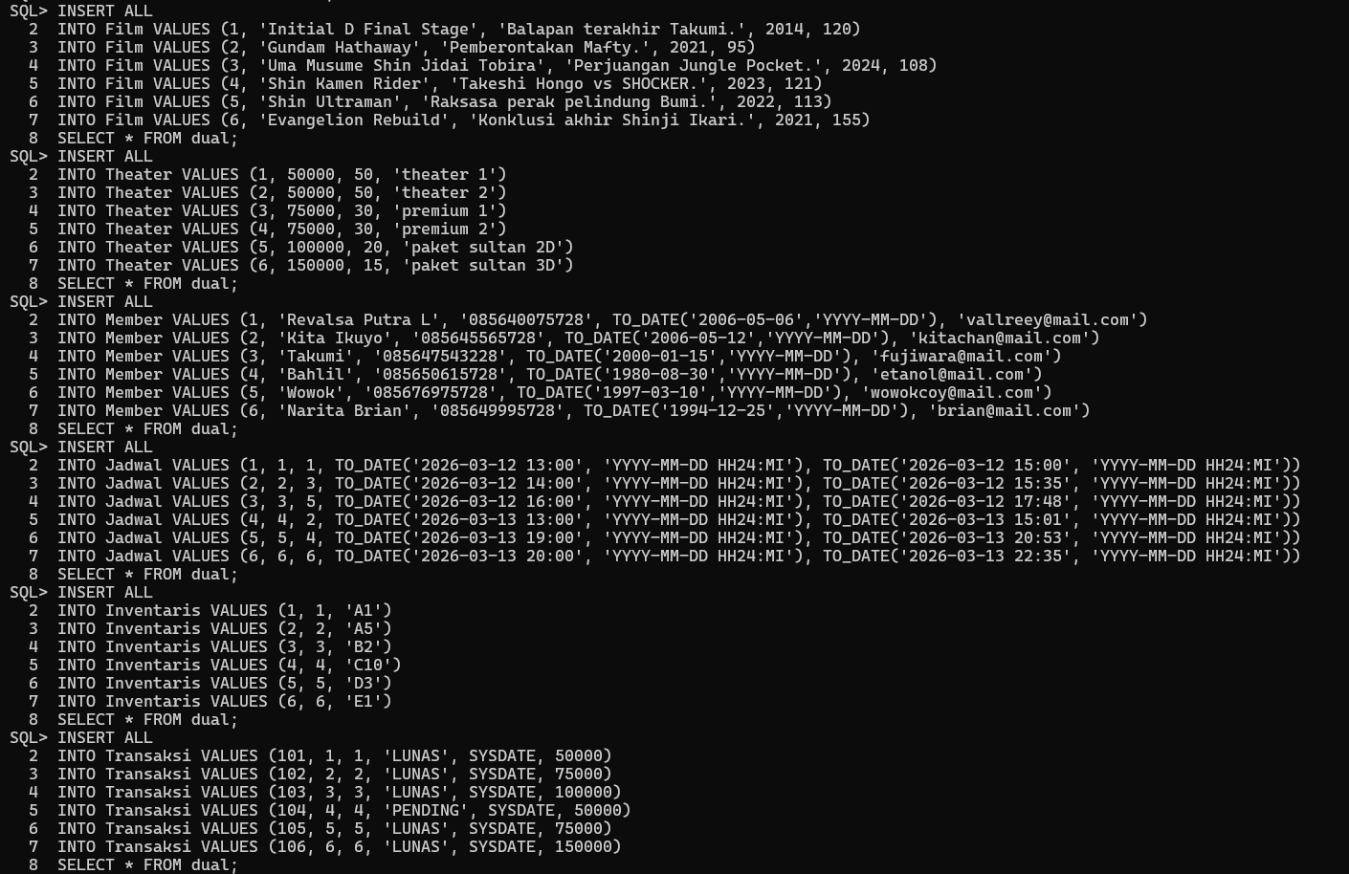 SQL> INSERT ALL
  2  INTO Film VALUES (1, 'Initial D Final Stage', 'Balapan terakhir Takumi.', 2014, 120)
  3  INTO Film VALUES (2, 'Gundam Hathaway', 'Pemberontakan Mafty.', 2021, 95)
  4  INTO Film VALUES (3, 'Uma Musume Shin Jidai Tobira', 'Perjuangan Jungle Pocket.', 2024, 108)
  5  INTO Film VALUES (4, 'Shin Kamen Rider', 'Takeshi Hongo vs SHOCKER.', 2023, 121)
  6  INTO Film VALUES (5, 'Shin Ultraman', 'Raksasa perak pelindung Bumi.', 2022, 113)
  7  INTO Film VALUES (6, 'Evangelion Rebuild', 'Konklusi akhir Shinji Ikari.', 2021, 155)
  8  SELECT * FROM dual;
SQL> INSERT ALL
  2  INTO Theater VALUES (1, 50000, 50, 'theater 1')
  3  INTO Theater VALUES (2, 50000, 50, 'theater 2')
  4  INTO Theater VALUES (3, 75000, 30, 'premium 1')
  5  INTO Theater VALUES (4, 75000, 30, 'premium 2')
  6  INTO Theater VALUES (5, 100000, 20, 'paket sultan 2D')
  7  INTO Theater VALUES (6, 150000, 15, 'paket sultan 3D')
  8  SELECT * FROM dual;
SQL> INSERT ALL
  2  INTO Member VALUES (1, 'Revalsa Putra L', '085640075728', TO_DATE('2006-05-06','YYYY-MM-DD'), 'vallreey@mail.com')
  3  INTO Member VALUES (2, 'Kita Ikuyo', '085645565728', TO_DATE('2006-05-12','YYYY-MM-DD'), 'kitachan@mail.com')
  4  INTO Member VALUES (3, 'Takumi', '085647543228', TO_DATE('2000-01-15','YYYY-MM-DD'), 'fujiwara@mail.com')
  5  INTO Member VALUES (4, 'Bahlil', '085650615728', TO_DATE('1980-08-30','YYYY-MM-DD'), 'etanol@mail.com')
  6  INTO Member VALUES (5, 'Wowok', '085676975728', TO_DATE('1997-03-10','YYYY-MM-DD'), 'wowokcoy@mail.com')
  7  INTO Member VALUES (6, 'Narita Brian', '085649995728', TO_DATE('1994-12-25','YYYY-MM-DD'), 'brian@mail.com')
  8  SELECT * FROM dual;
SQL> INSERT ALL
  2  INTO Jadwal VALUES (1, 1, 1, TO_DATE('2026-03-12 13:00', 'YYYY-MM-DD HH24:MI'), TO_DATE('2026-03-12 15:00', 'YYYY-MM-DD HH24:MI'))
  3  INTO Jadwal VALUES (2, 2, 3, TO_DATE('2026-03-12 14:00', 'YYYY-MM-DD HH24:MI'), TO_DATE('2026-03-12 15:35', 'YYYY-MM-DD HH24:MI'))
  4  INTO Jadwal VALUES (3, 3, 5, TO_DATE('2026-03-12 16:00', 'YYYY-MM-DD HH24:MI'), TO_DATE('2026-03-12 17:48', 'YYYY-MM-DD HH24:MI'))
  5  INTO Jadwal VALUES (4, 4, 2, TO_DATE('2026-03-13 13:00', 'YYYY-MM-DD HH24:MI'), TO_DATE('2026-03-13 15:01', 'YYYY-MM-DD HH24:MI'))
  6  INTO Jadwal VALUES (5, 5, 4, TO_DATE('2026-03-13 19:00', 'YYYY-MM-DD HH24:MI'), TO_DATE('2026-03-13 20:53', 'YYYY-MM-DD HH24:MI'))
  7  INTO Jadwal VALUES (6, 6, 6, TO_DATE('2026-03-13 20:00', 'YYYY-MM-DD HH24:MI'), TO_DATE('2026-03-13 22:35', 'YYYY-MM-DD HH24:MI'))
  8  SELECT * FROM dual;
SQL> INSERT ALL
  2  INTO Inventaris VALUES (1, 1, 'A1')
  3  INTO Inventaris VALUES (2, 2, 'A5')
  4  INTO Inventaris VALUES (3, 3, 'B2')
  5  INTO Inventaris VALUES (4, 4, 'C10')
  6  INTO Inventaris VALUES (5, 5, 'D3')
  7  INTO Inventaris VALUES (6, 6, 'E1')
  8  SELECT * FROM dual;
SQL> INSERT ALL
  2  INTO Transaksi VALUES (101, 1, 1, 'LUNAS', SYSDATE, 50000)
  3  INTO Transaksi VALUES (102, 2, 2, 'LUNAS', SYSDATE, 75000)
  4  INTO Transaksi VALUES (103, 3, 3, 'LUNAS', SYSDATE, 100000)
  5  INTO Transaksi VALUES (104, 4, 4, 'PENDING', SYSDATE, 50000)
  6  INTO Transaksi VALUES (105, 5, 5, 'LUNAS', SYSDATE, 75000)
  7  INTO Transaksi VALUES (106, 6, 6, 'LUNAS', SYSDATE, 150000)
  8  SELECT * FROM dual;